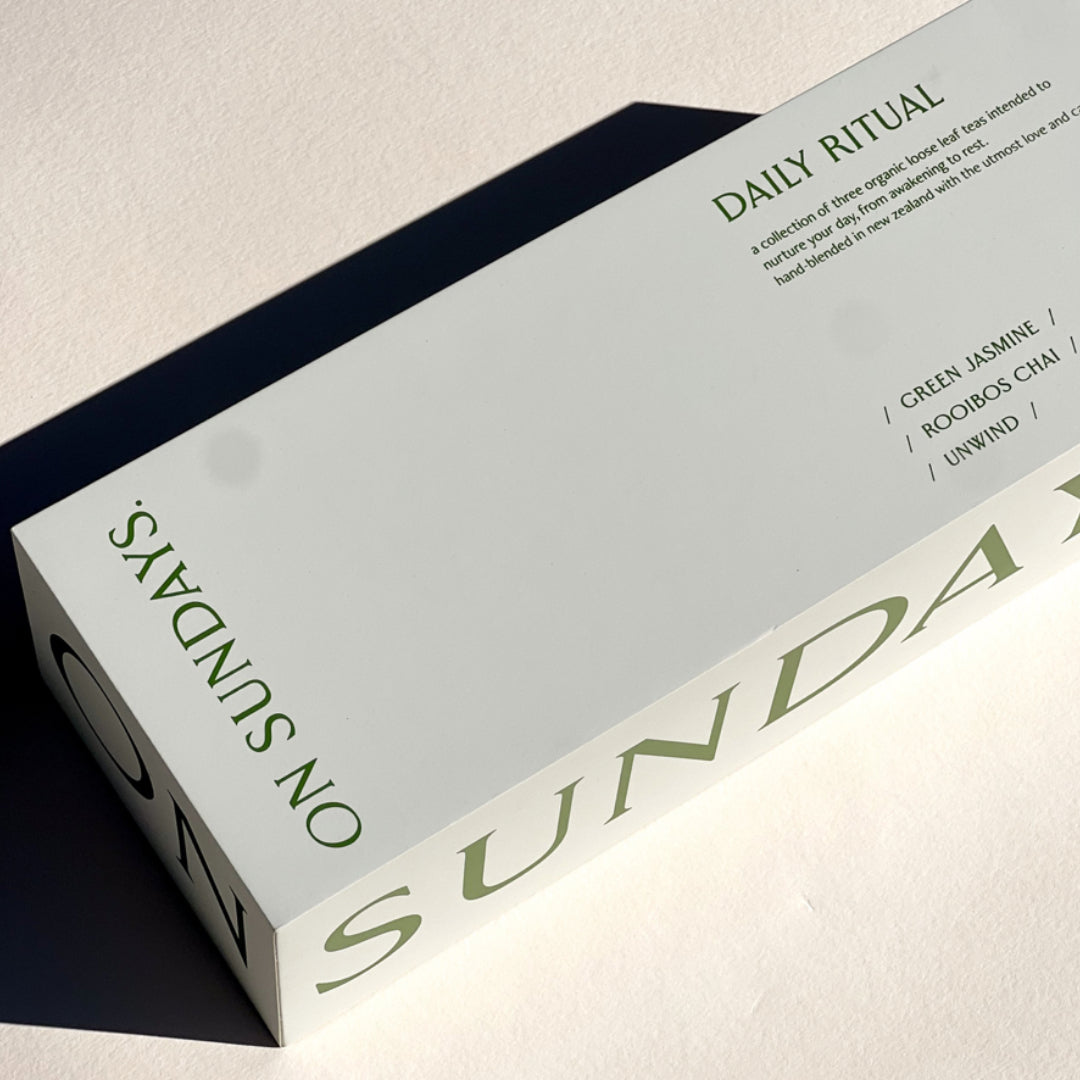 DAILY RITUAL
a collection of three organic loose leaf teas intended to
nurture your day, from awakening to rest.
hand-blended in new zealand with the utmost love and
/ GREEN JASMINE /
/ ROOIBOS CHAI /
/ UNWIND /
ON SUNDAYS.
ON
SUNDAY